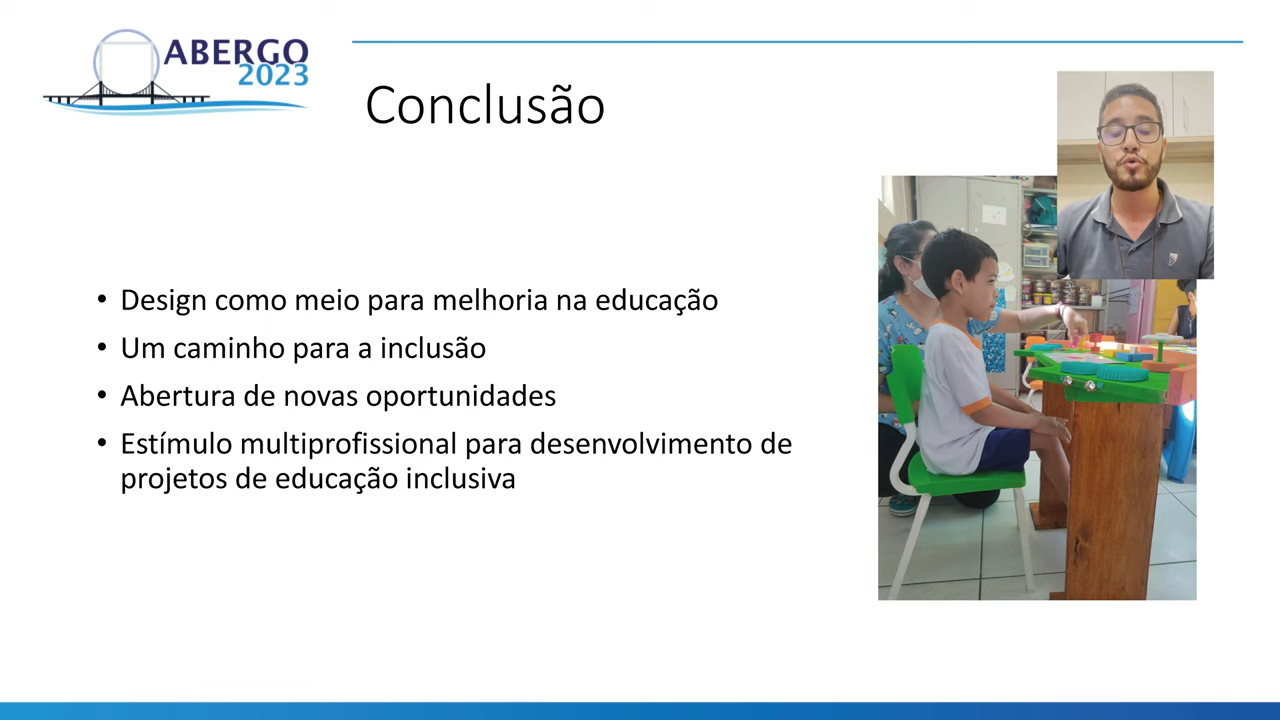 ABERGO
2023
Conclusão
• Design como meio para melhoria na educação
• Um caminho para a inclusão
• Abertura de novas oportunidades
• Estímulo multiprofissional para desenvolvimento de
projetos de educação inclusiva